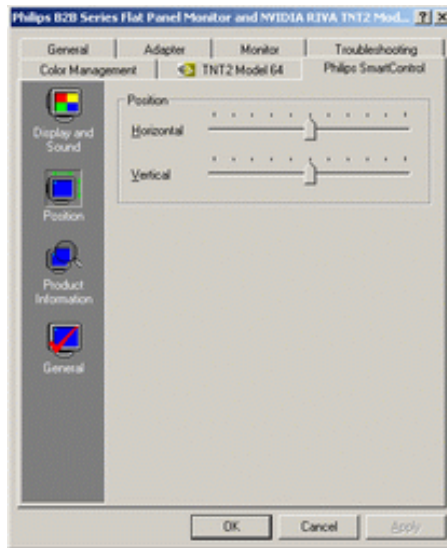 Philips B2B Series Flat Panel Monitor and NVIDIA RIVA TNT2 Mod...
General Adapter Monitor Troubleshooting
Color Management TNT2 Model 64 Philips SmartControl
Display and
Sound
Position
Product
Information
General
Position
Horizontal
Vertical
OK Cancel Apply